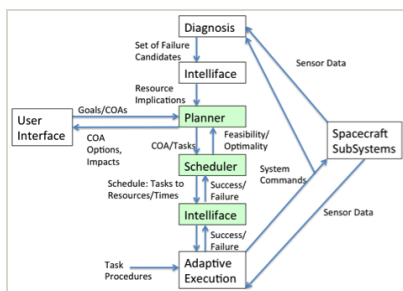 Diagnosis
Set of Failure
Candidates
Sensor Data
Intelliface
Resource
Implications
Goals/COAs
User
Interface
Planner
COA
Options,
Impacts
COA/Tasks
Feasibility/
Optimality
Spacraft
SubSystems
Scheduler
System
Commands
Schedule: Tasks to
Resources/Times
Success/
Failure
Intelliface
Sensor Data
Success/
Failure
Task
Procedures
Adaptive
Execution